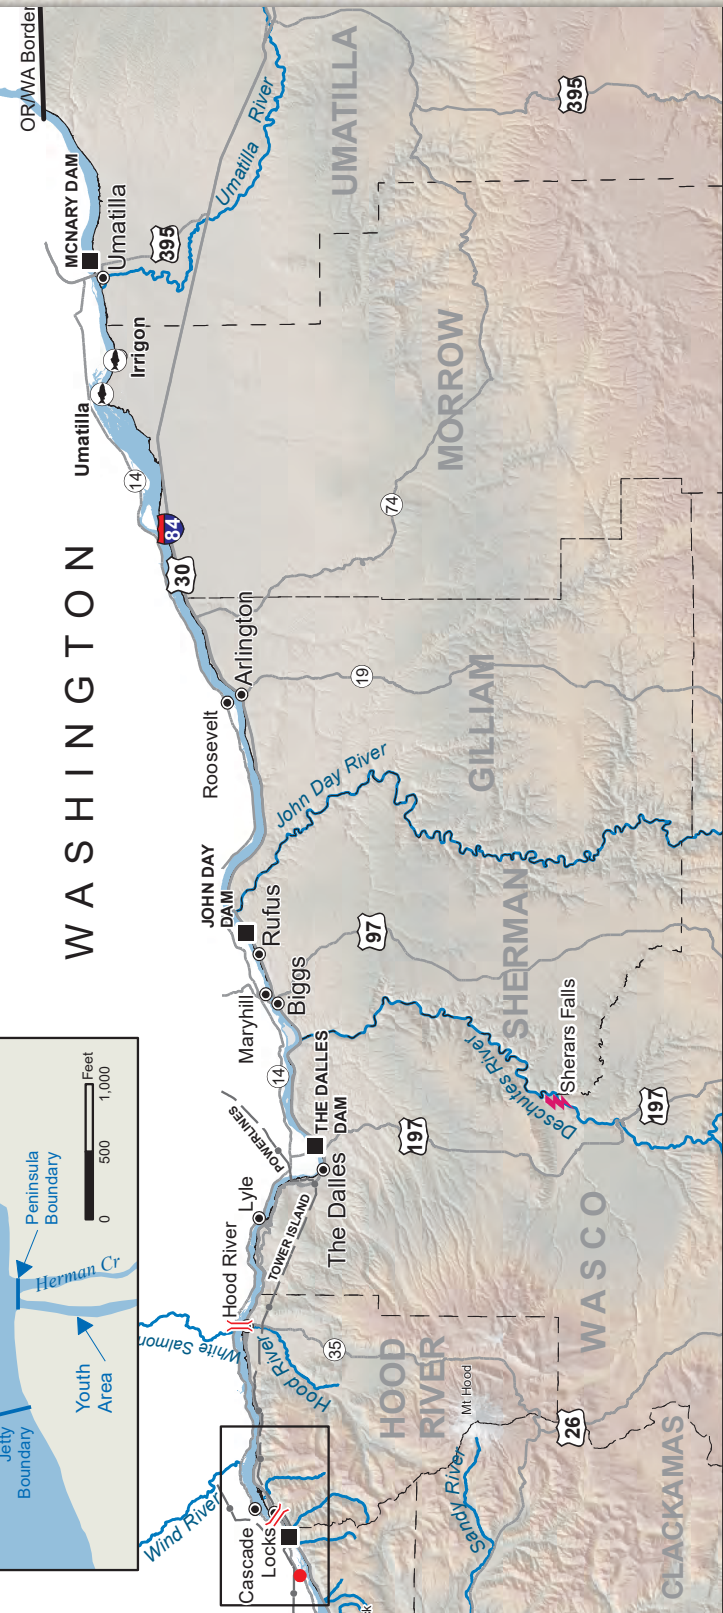 OR/WA Border
Umatilla River
UMATILLA
395
MCNARY DAM
Umatilla
395
Irrigon
Umatilla
MORROW
14
74
84
30
WASHINGTON
Arlington
19
Roosevelt
GILLIAM
John Day River
JOHN DAY
DAM
Rufus
97
SHERMAN
Biggs
Maryhill
Sherars Falls
Deschutes River
14
THE DALLES
DAM
197
197
POWERLINES
The Dalles
Lyle
TOWER ISLAND
WASCO
Hood River
White Salmon
Hood River
35
HOOD
RIVER
Mt Hood
26
CLACKAMAS
Sandy River
Wind River
Cascade
Locks
Feet
0
500
1,000
Peninsula
Boundary
Herman Cr
Youth
Area
Jetty
Boundary